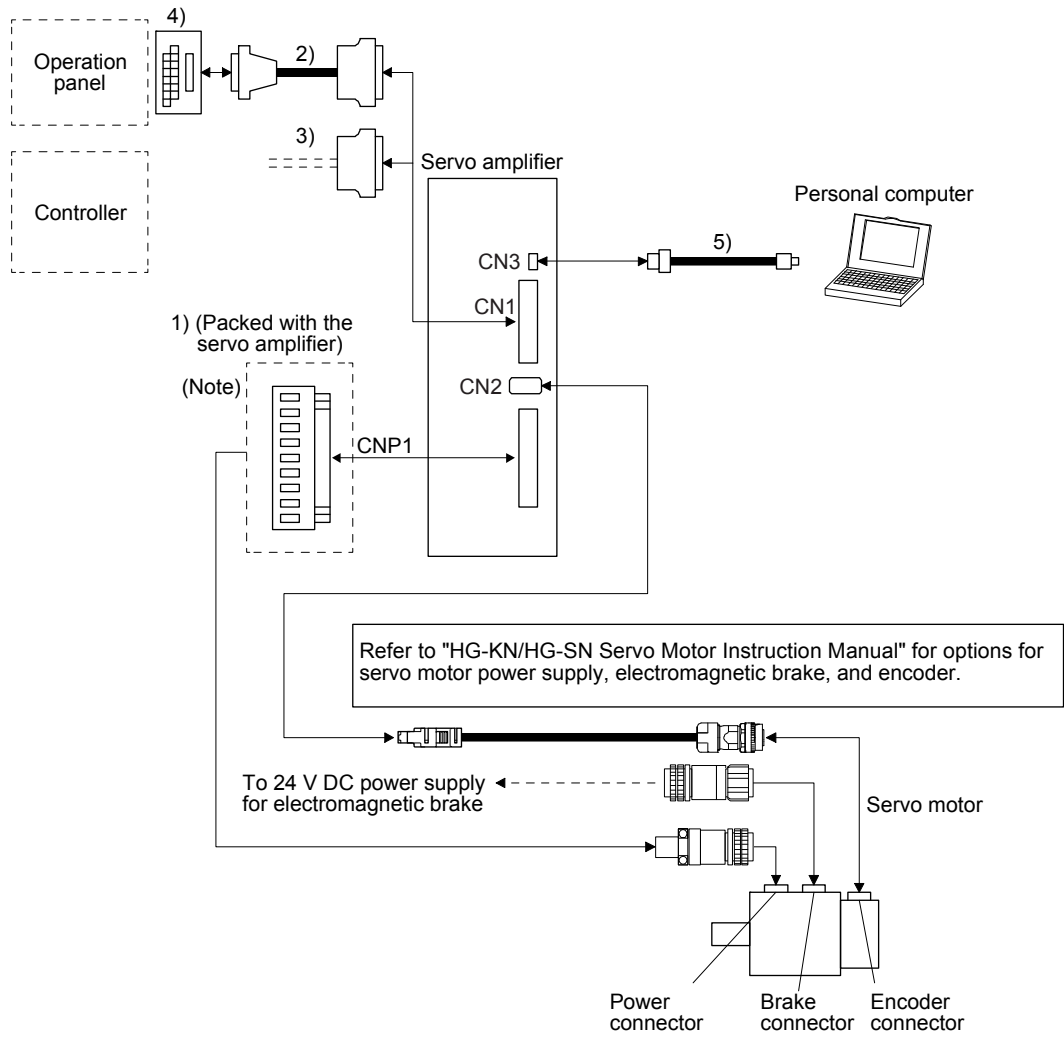 4)
Operation
panel
2)
3)
Servo amplifier
Controller
Personal computer
5)
CN3
CN1
1) (Packed with the
servo amplifier)
(Note)
CN2
CNP1
Refer to "HG-KN/HG-SN Servo Motor Instruction Manual" for options for
servo motor power supply, electromagnetic brake, and encoder.
To 24 V DC power supply
for electromagnetic brake
Servo motor
Power
connector
Brake
connector
Encoder
connector